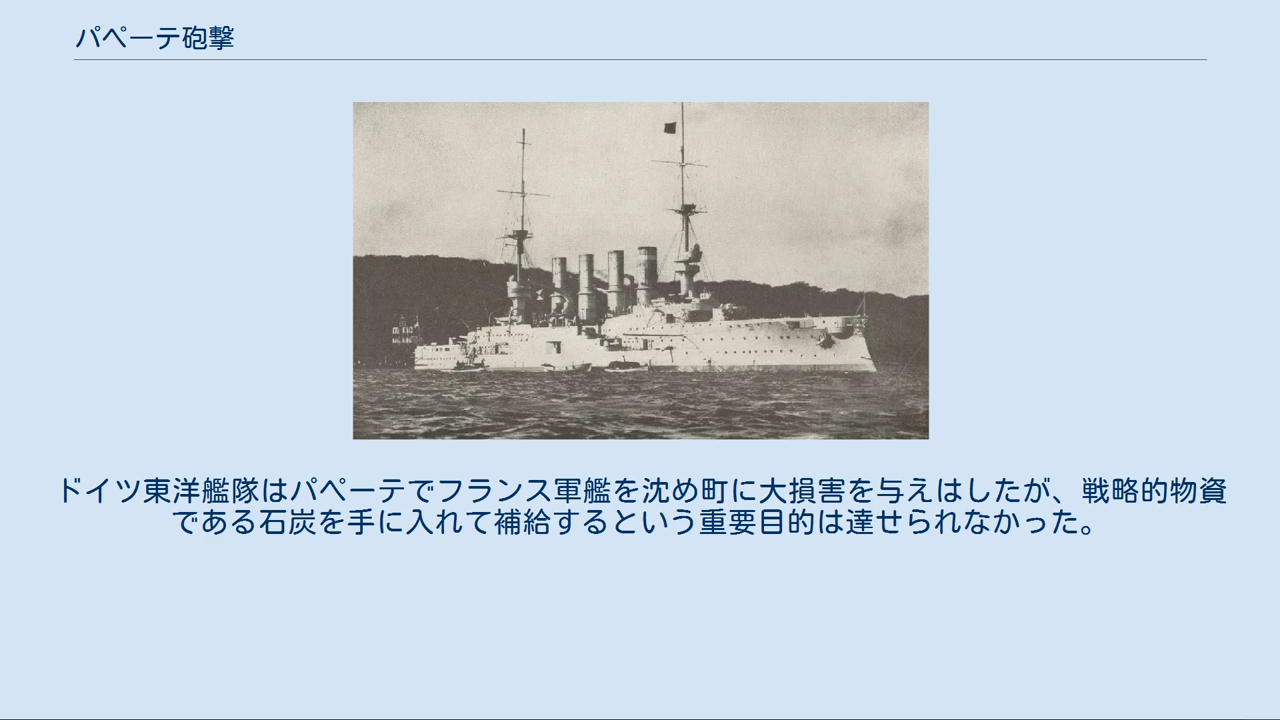 パペーテ砲撃
ドイツ東洋艦隊はパペーテでフランス軍艦を沈め町に大損害を与えはしたが、戦略的物資
である石炭を手に入れて補給するという重要目的は達せられなかった。